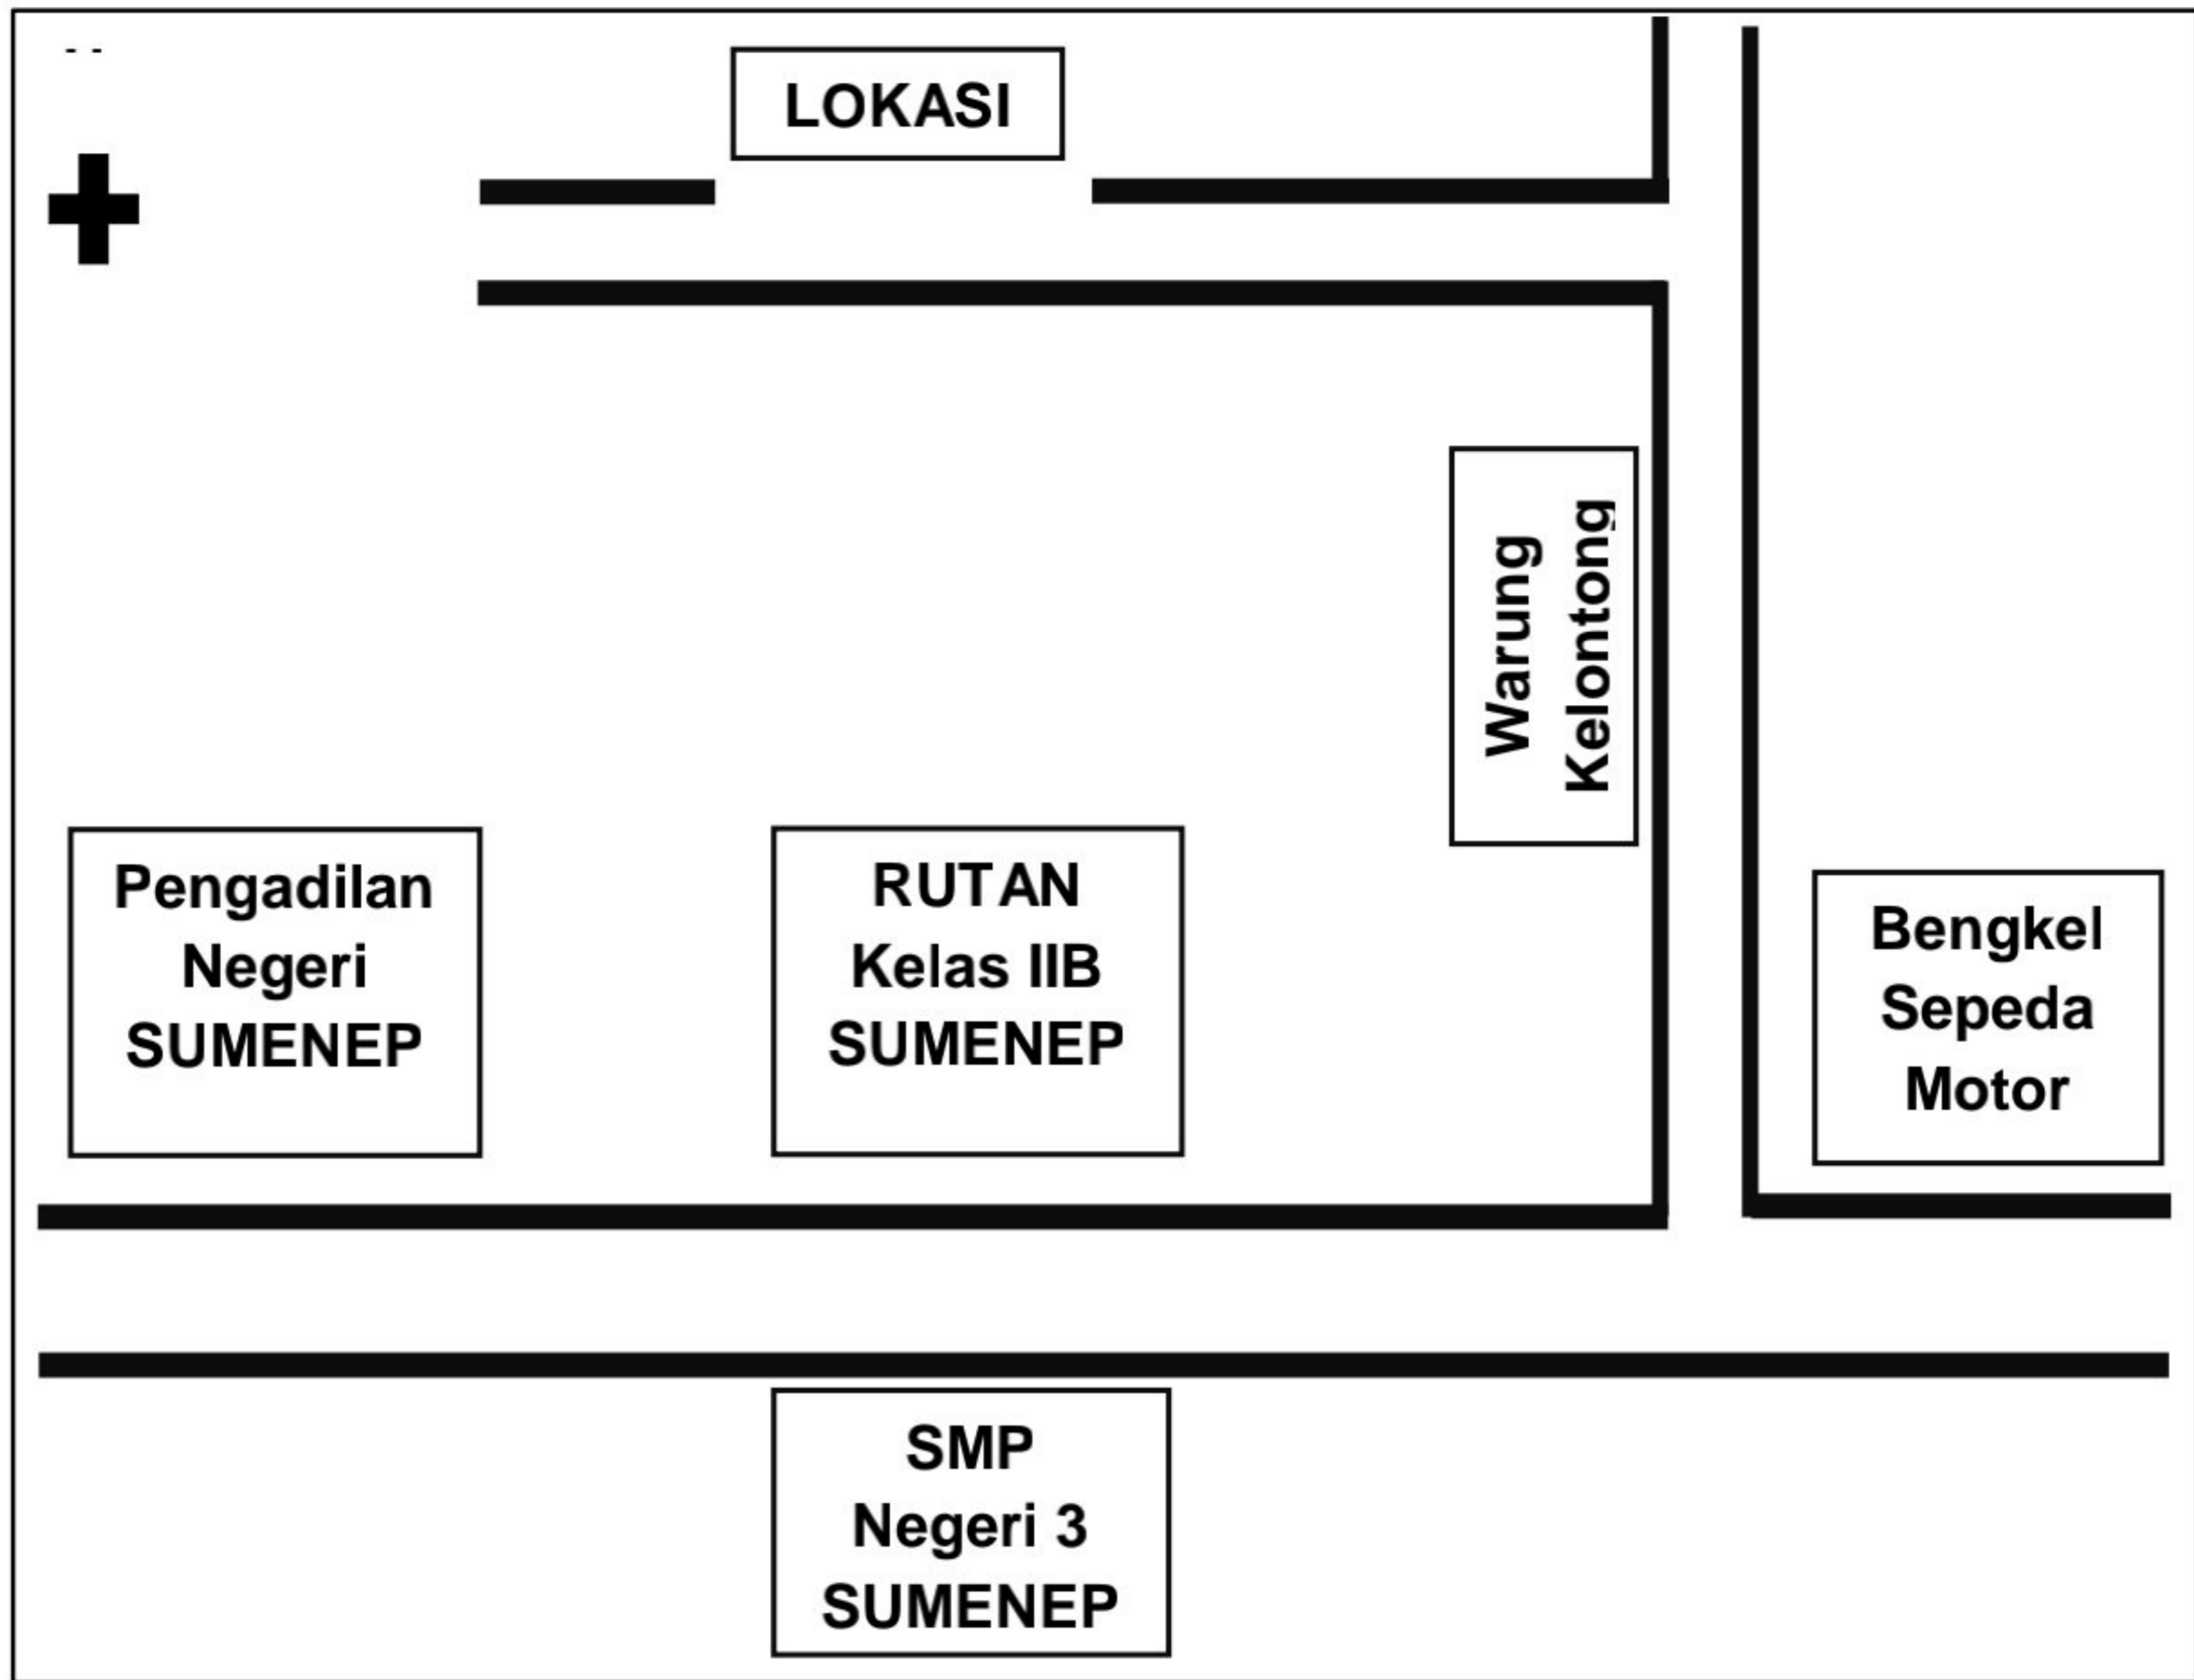 - -
LOKASI
Warung
Kelontong
Pengadilan
Negeri
SUMENEP
RUTAN
Kelas IIB
SUMENEP
Bengkel
Sepeda
Motor
SMP
Negeri 3
SUMENEP